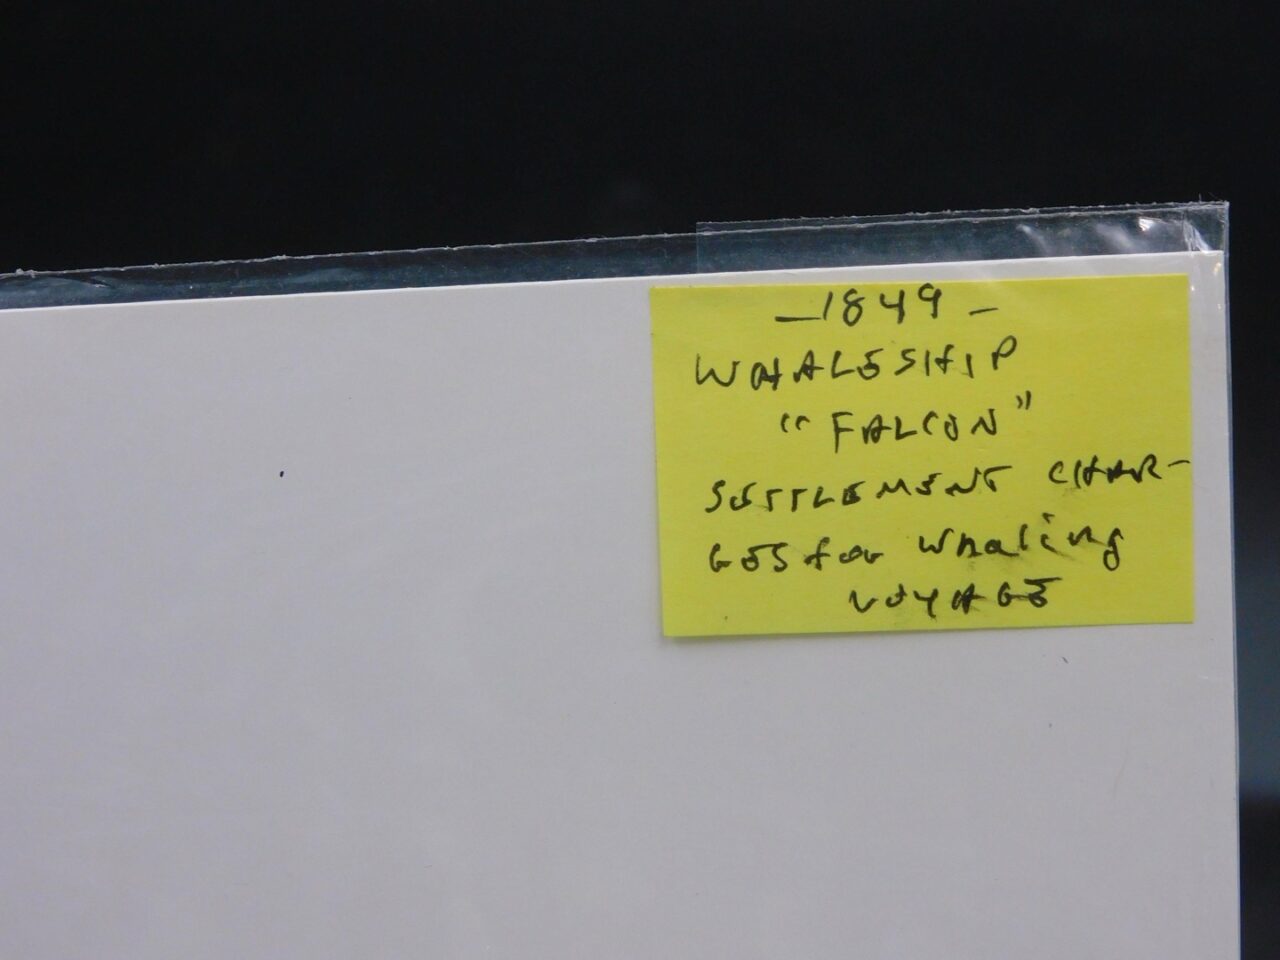 — 1849 —
WHALESHIP
"FALCON"
SETTLEMENT CHAR-
GES for Whaling
VOYAGE